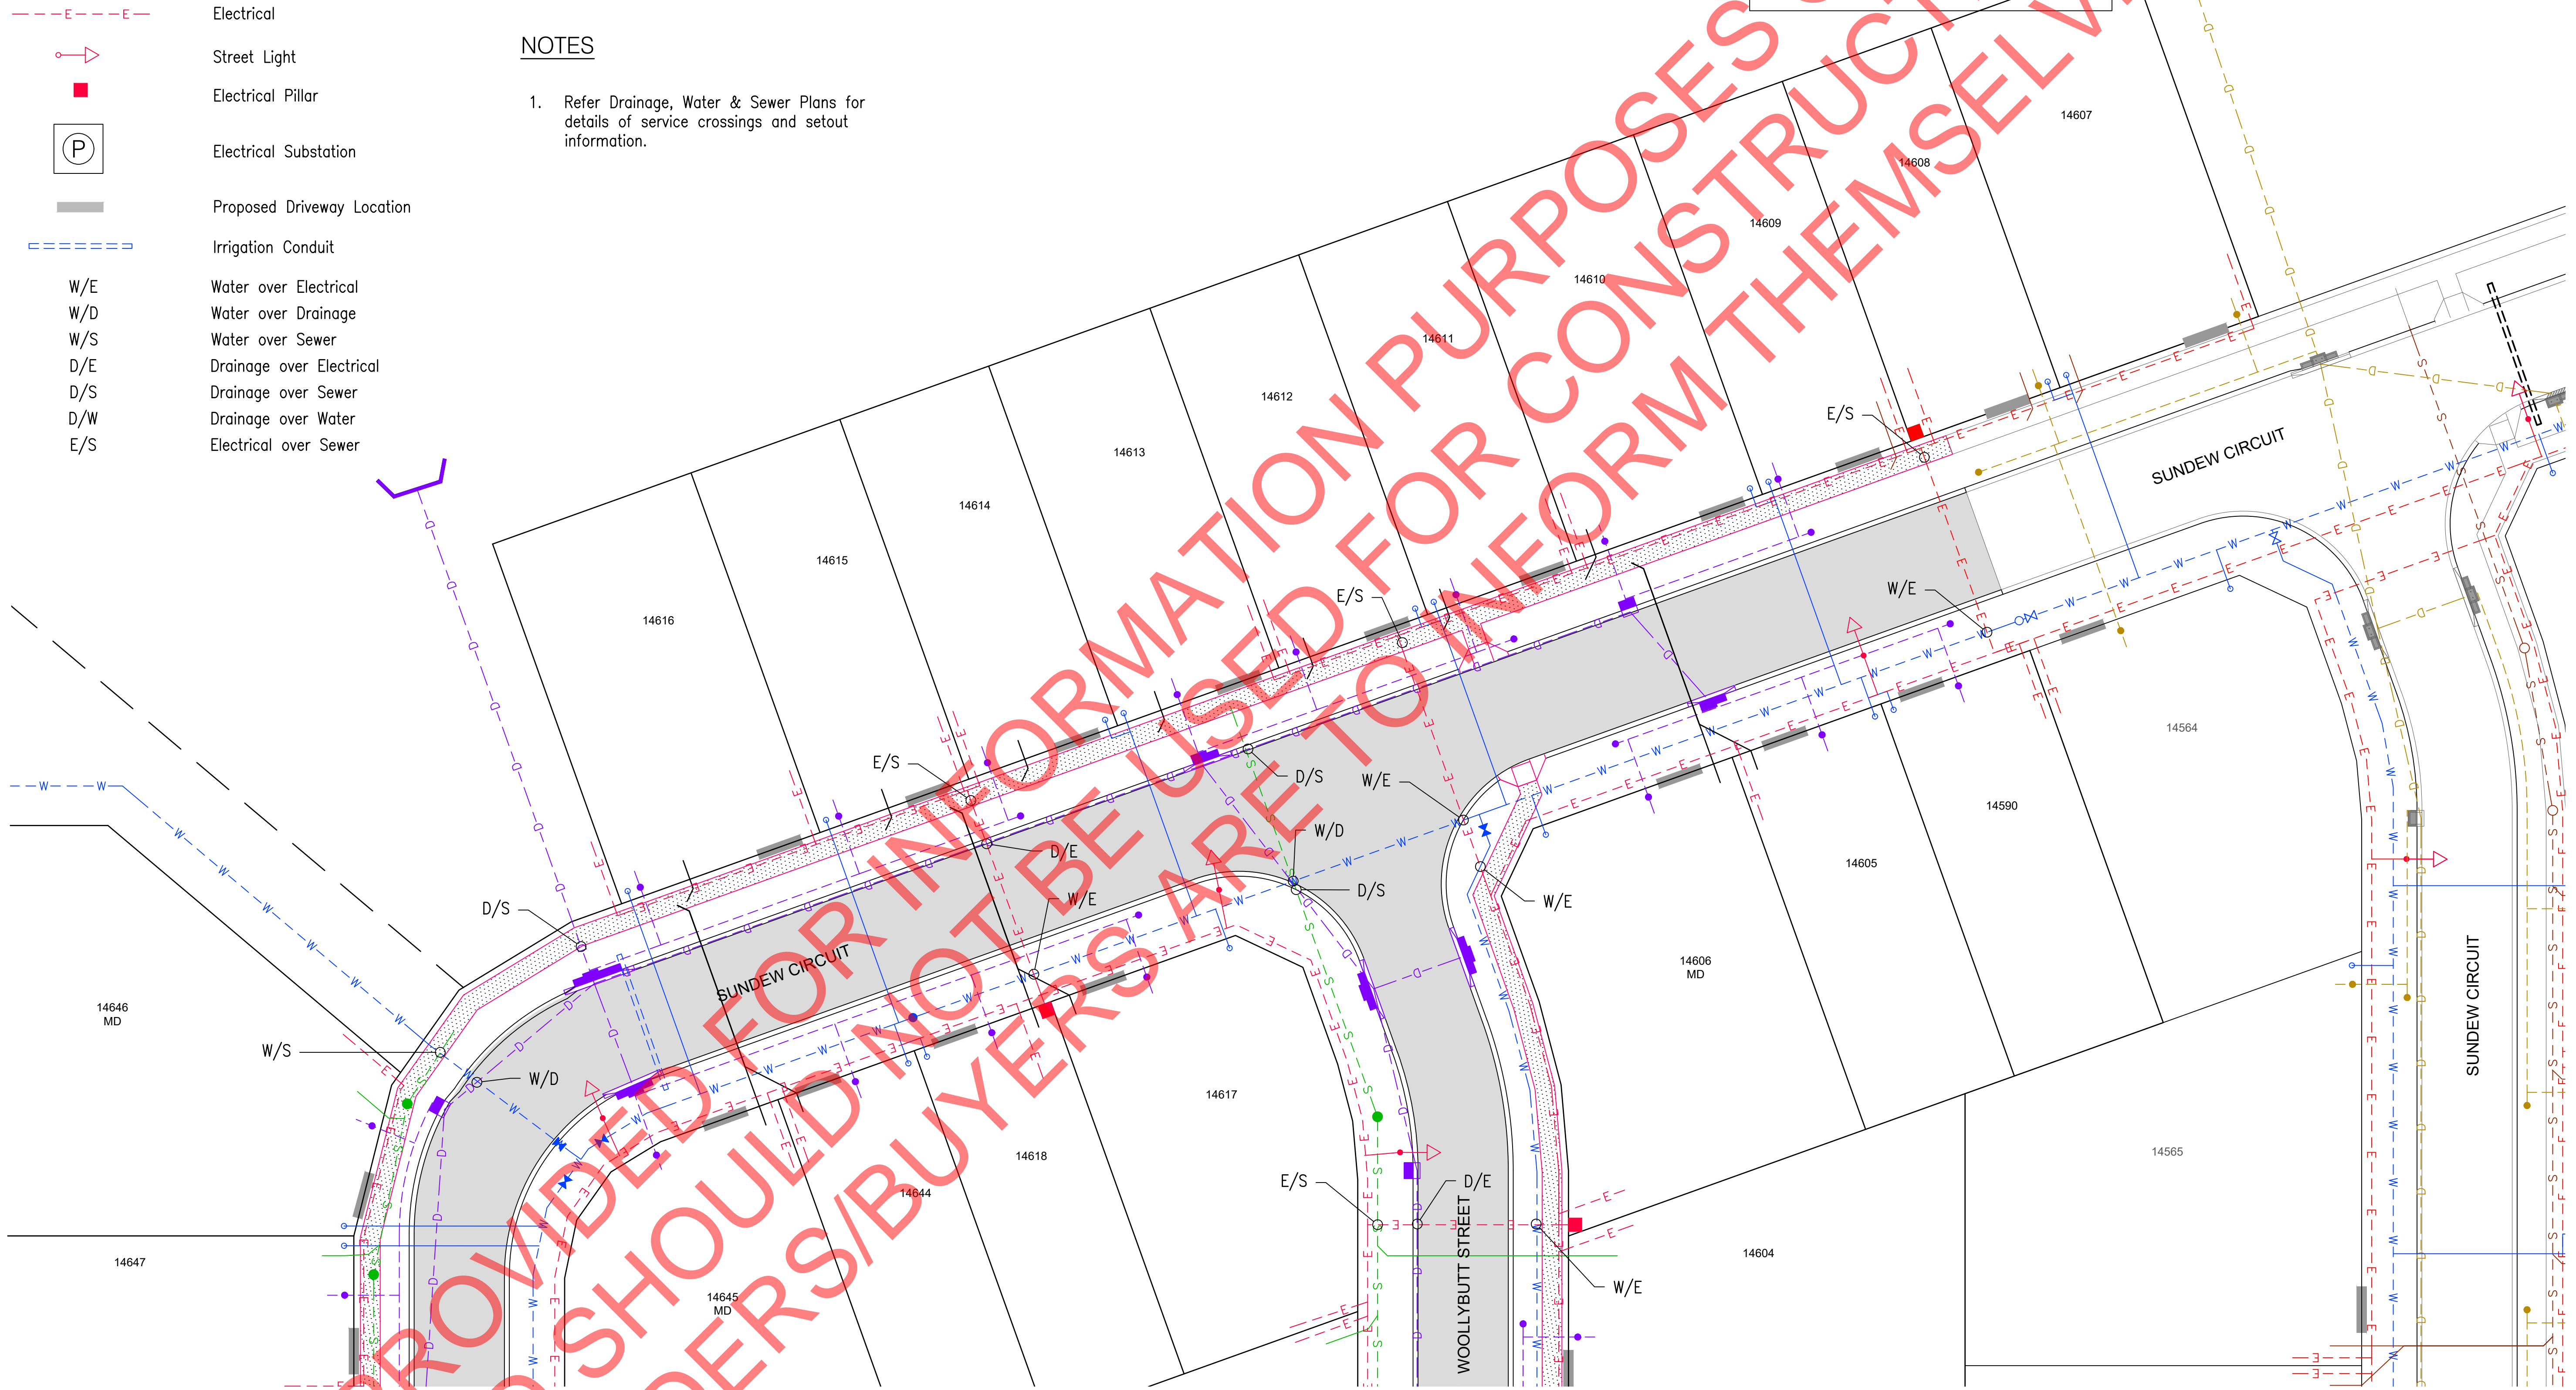 Electrical
Street Light
Electrical Pillar
P
Electrical Substation
Proposed Driveway Location
Irrigation Conduit
W/E Water over Electrical
W/D Water over Drainage
W/S Water over Sewer
D/E Drainage over Electrical
D/S Drainage over Sewer
D/W Drainage over Water
E/S Electrical over Sewer
NOTES
1. Refer Drainage, Water & Sewer Plans for
details of service crossings and setout
information.
14607
14608
14609
14610
14611
14612
14613
14614
14615
14616
E/S
E/S
E/S
W/E
SUNDEW CIRCUIT
D/S
W/E
D/E
W/D
D/S
W/E
W/E
D/S
SUNDEW CIRCUIT
W/S
W/D
14646
MD
14647
14645
MD
14644
14618
14617
E/S
D/E
W/E
WOOLLYBUTT STREET
14606
MD
14605
14590
14564
14565
14604
SUNDEW CIRCUIT
PROVIDED FOR INFORMATION PURPOSES
SHOULD NOT BE USED FOR CONSTRUCT
DERS/BUYERS ARE TO INFORM THEMSELV